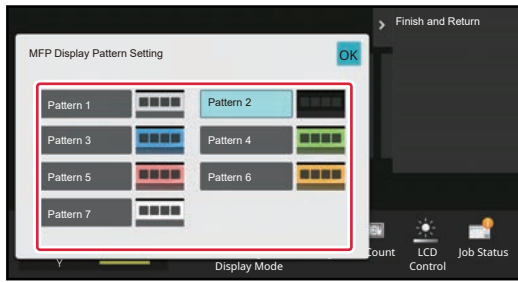 Finish and Return
MFP Display Pattern Setting
OK
Pattern 1
Pattern 2
Pattern 3
Pattern 4
Pattern 5
Pattern 6
Pattern 7
Count
LCD
Control
Job Status
Y
Display Mode